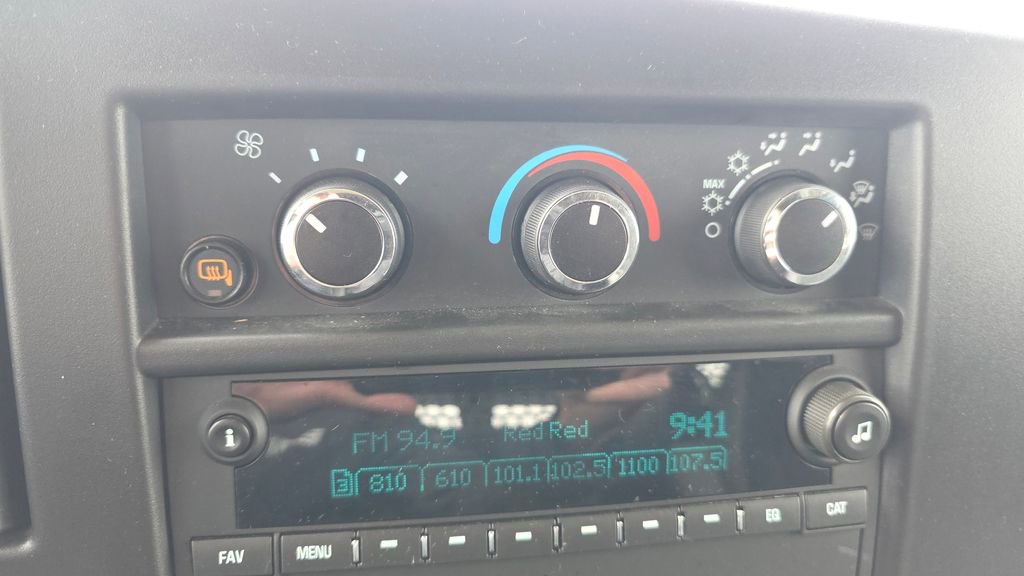 MAX
i
FM 94.9 Red Red 9:41
3 810 610 101.1 102.5 1100 107.5
FAV MENU EQ CAT